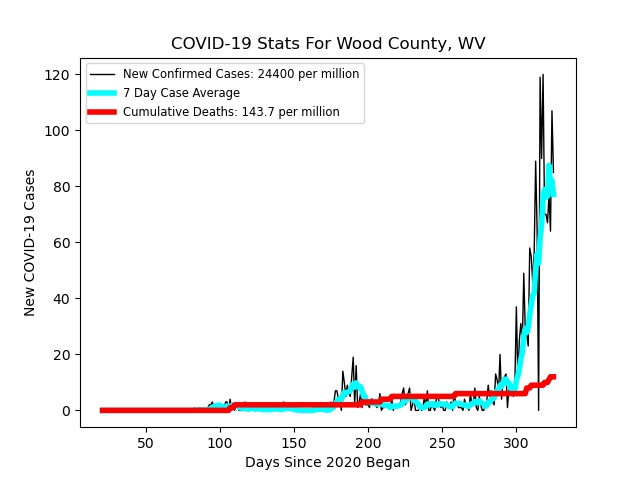 COVID-19 Stats For Wood County, WV
New Confirmed Cases: 24400 per million
7 Day Case Average
Cumulative Deaths: 143.7 per million
New COVID-19 Cases
120
100
80
60
40
20
0
50 100 150 200 250 300
Days Since 2020 Began